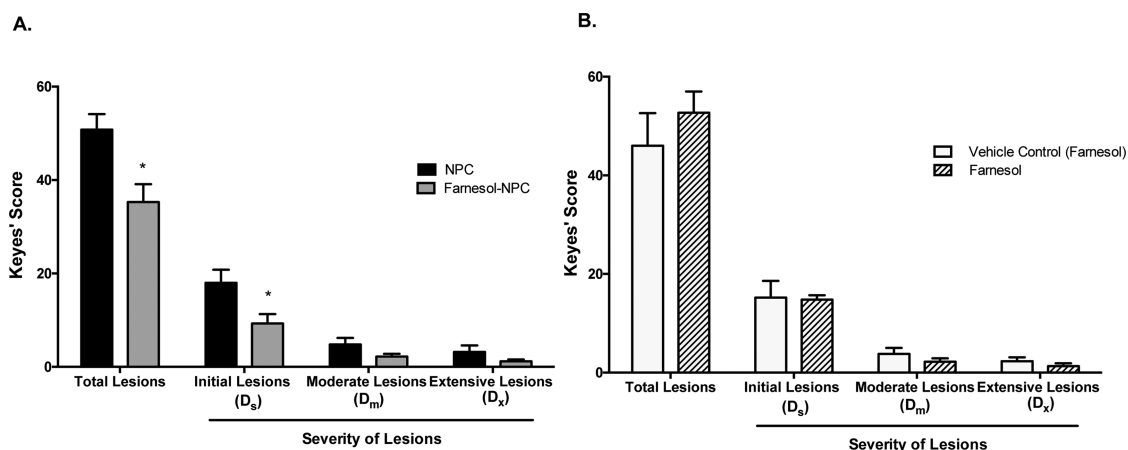 A.
60
40
20
0
Keyes' Score
*
*
NPC
Farnesol-NPC
Total Lesions
Initial Lesions
(Ds)
Moderate Lesions
(Dm)
Extensive Lesions
(Dx)
Severity of Lesions
B.
60
40
20
0
Keyes' Score
Vehicle Control (Farnesol)
Farnesol
Total Lesions
Initial Lesions
(Ds)
Moderate Lesions
(Dm)
Extensive Lesions
(Dx)
Severity of Lesions